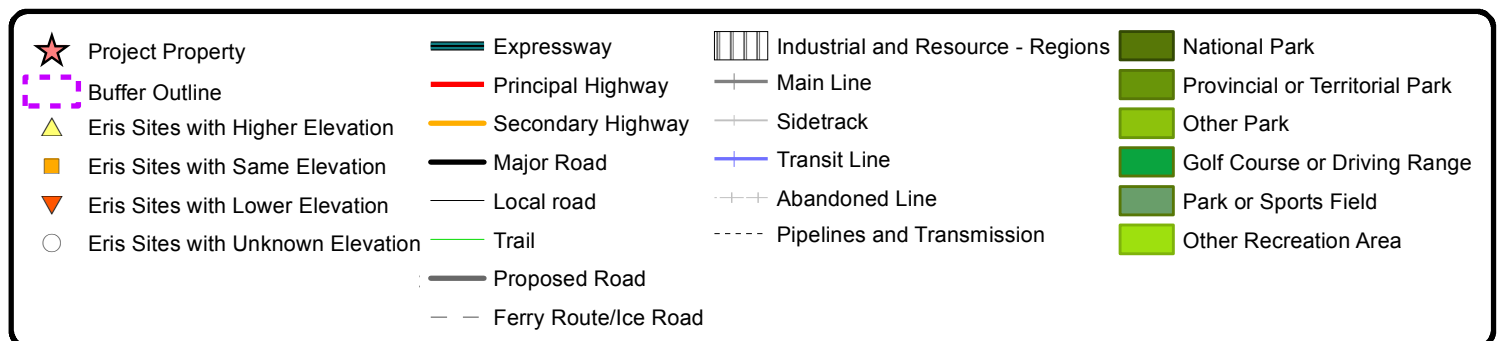 Project Property
Buffer Outline
Eris Sites with Higher Elevation
Eris Sites with Same Elevation
Eris Sites with Lower Elevation
Eris Sites with Unknown Elevation
Expressway
Principal Highway
Secondary Highway
Major Road
Local road
Trail
Proposed Road
Ferry Route/Ice Road
Industrial and Resource - Regions
Main Line
Sidetrack
Transit Line
Abandoned Line
Pipelines and Transmission
National Park
Provincial or Territorial Park
Other Park
Golf Course or Driving Range
Park or Sports Field
Other Recreation Area